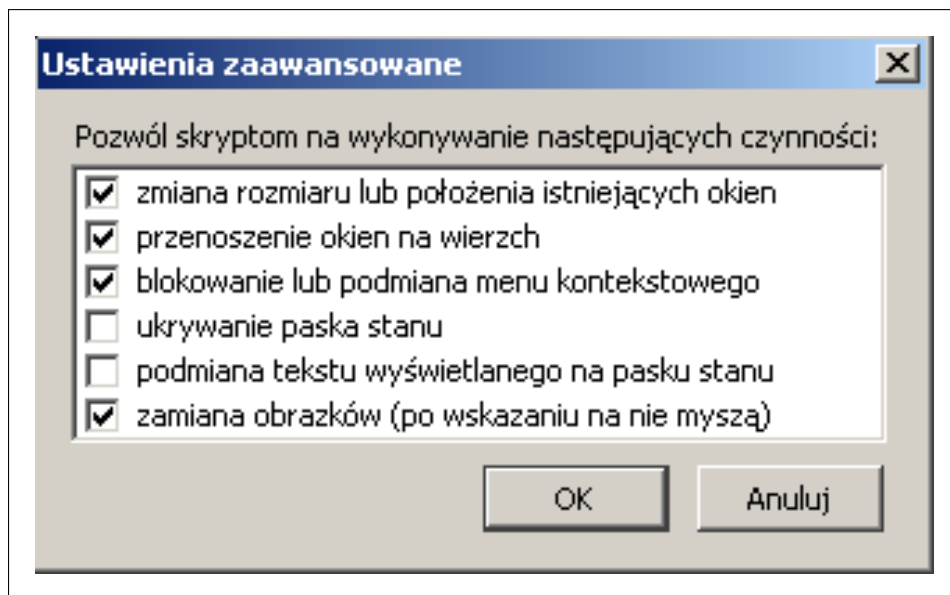 Ustawienia zaawansowane
Pozwól skryptom na wykonywanie następujących czynności:
zmiana rozmiaru lub położenia istniejących okien
przenoszenie okien na wierzch
blokowanie lub podmiana menu kontekstowego
ukrywanie paska stanu
podmiana tekstu wyświetlanego na pasku stanu
zamiana obrazków (po wskazaniu na nie myszą)
OK Anuluj